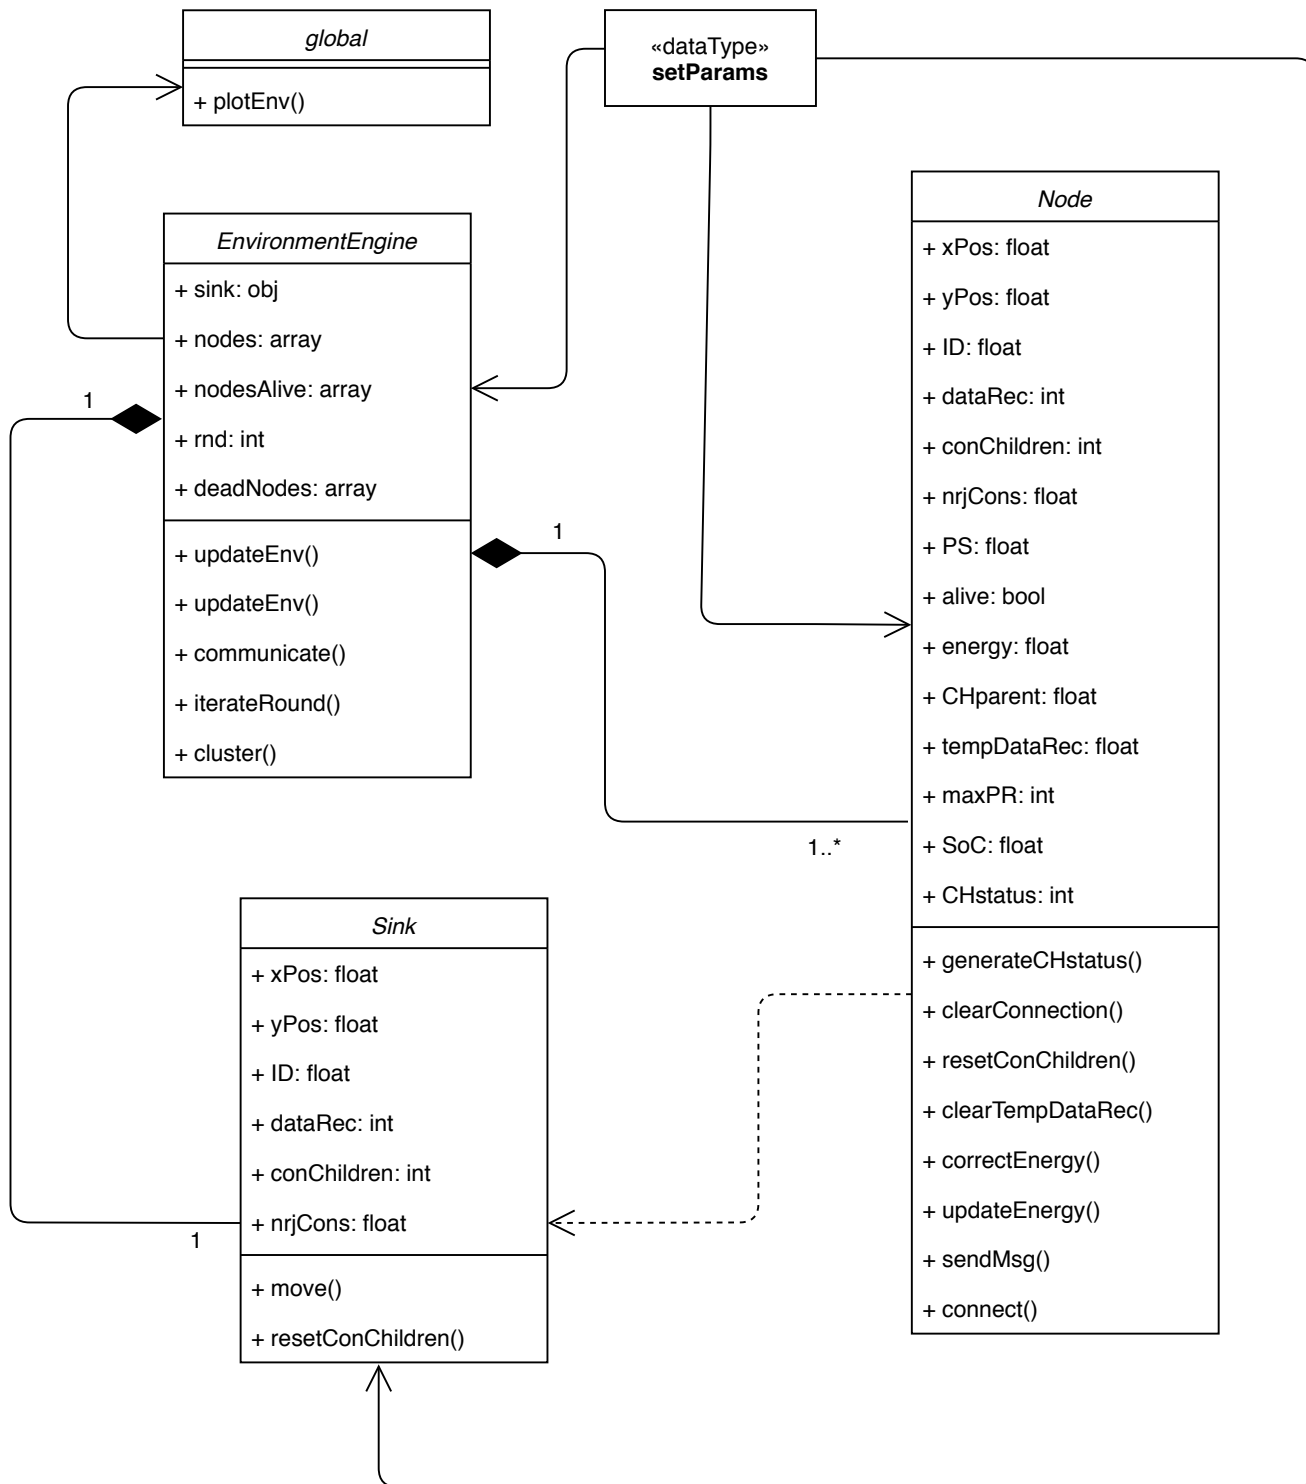 global
+ plotEnv()
«dataType»
setParams
EnvironmentEngine
+ sink: obj
+ nodes: array
+ nodesAlive: array
+ rnd: int
+ deadNodes: array
+ updateEnv()
+ updateEnv()
+ communicate()
+ iterateRound()
+ cluster()
1
1
1..*
1
Node
+ xPos: float
+ yPos: float
+ ID: float
+ dataRec: int
+ conChildren: int
+ nrjCons: float
+ PS: float
+ alive: bool
+ energy: float
+ CHparent: float
+ tempDataRec: float
+ maxPR: int
+ SoC: float
+ CHstatus: int
+ generateCHstatus()
+ clearConnection()
+ resetConChildren()
+ clearTempDataRec()
+ correctEnergy()
+ updateEnergy()
+ sendMsg()
+ connect()
Sink
+ xPos: float
+ yPos: float
+ ID: float
+ dataRec: int
+ conChildren: int
+ nrjCons: float
+ move()
+ resetConChildren()